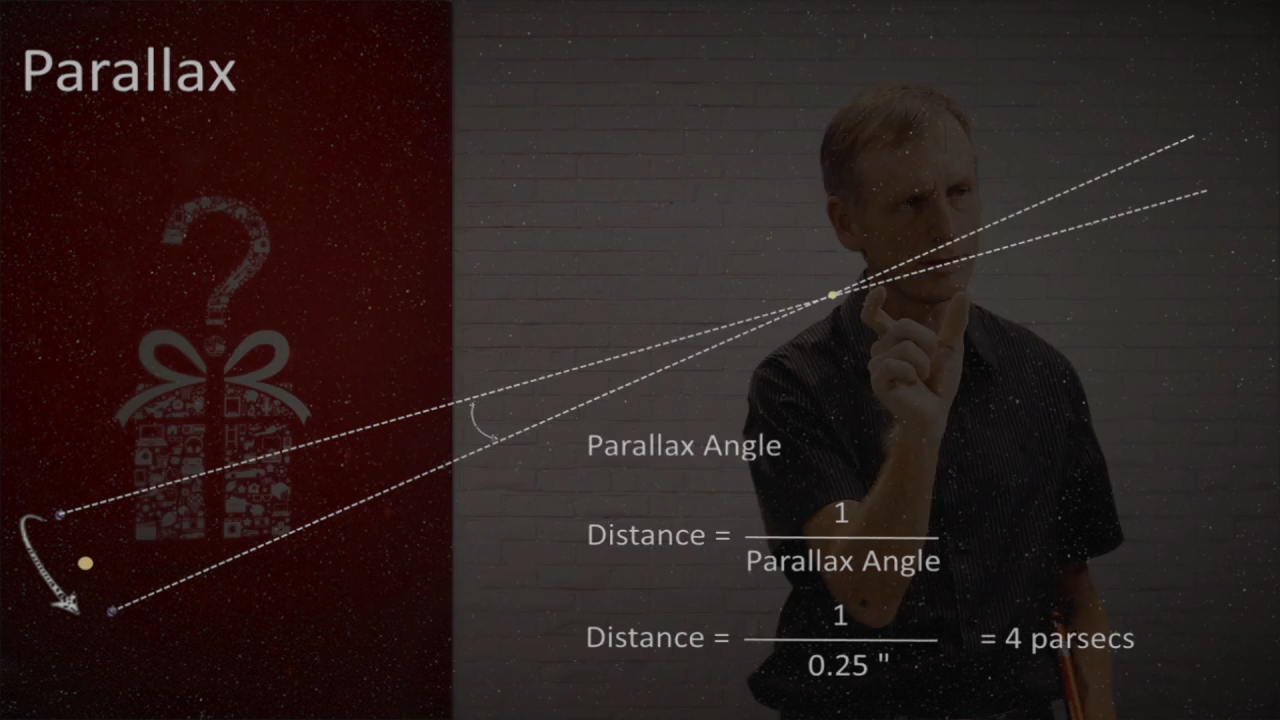 Parallax
Parallax Angle
Distance = 1 / Parallax Angle
Distance = 1 / 0.25 " = 4 parsecs